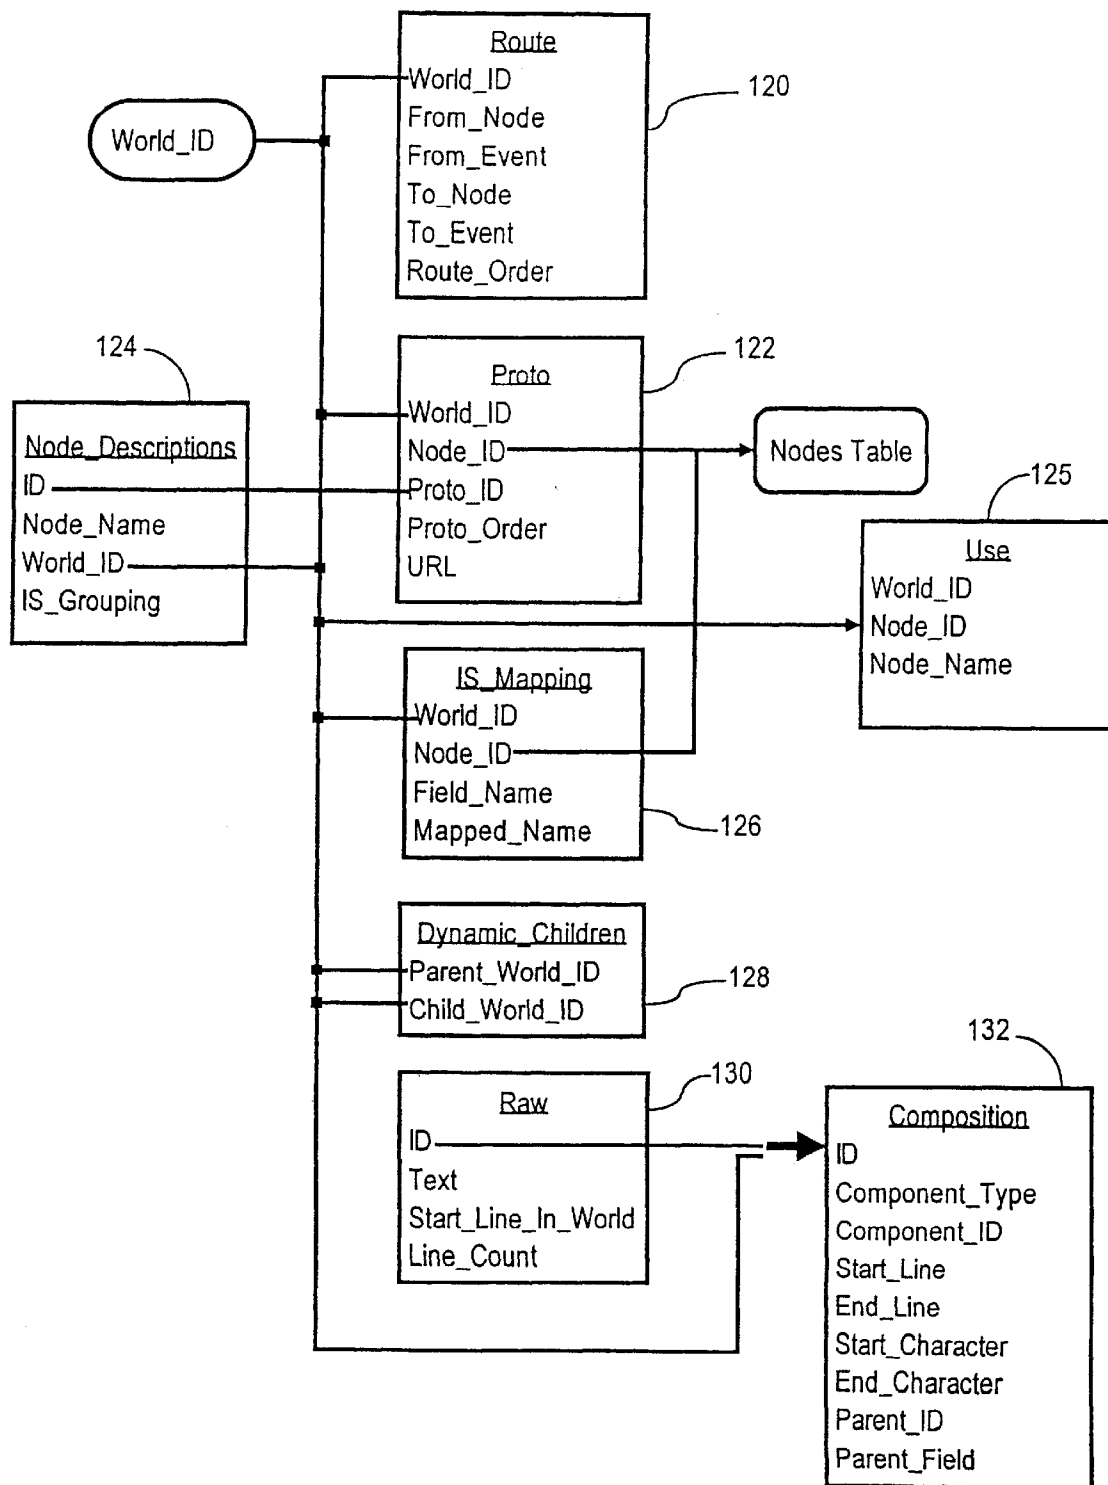 Route
World_ID
From_Node
From_Event
To_Node
To_Event
Route_Order
120
World_ID
124
Node_Descriptions
ID
Node_Name
World_ID
IS_Grouping
122
Proto
World_ID
Node_ID
Proto_ID
Proto_Order
URL
Nodes Table
125
Use
World_ID
Node_ID
Node_Name
IS_Mapping
World_ID
Node_ID
Field_Name
Mapped_Name
126
Dynamic_Children
Parent_World_ID
Child_World_ID
128
130
Raw
ID
Text
Start_Line_In_World
Line_Count
132
Composition
ID
Component_Type
Component_ID
Start_Line
End_Line
Start_Character
End_Character
Parent_ID
Parent_Field